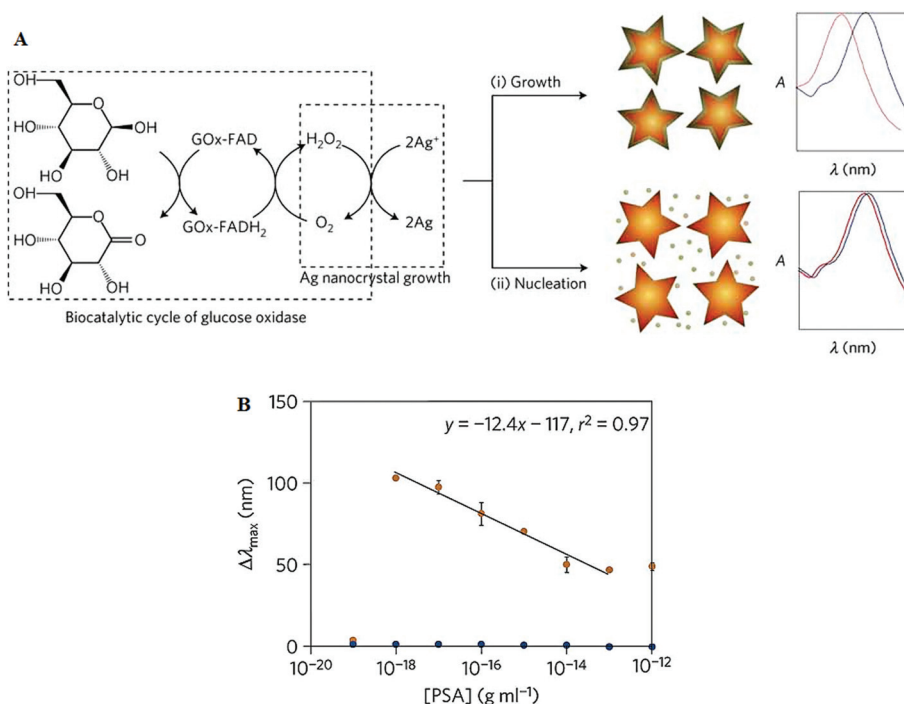 A
OH
O
HO
OH
HO
OH
GOx-FAD
GOx-FADH₂
H₂O₂
O₂
2Ag⁺
2Ag
OH
O
HO
O
HO
OH
Ag nanocrystal growth
Biocatalytic cycle of glucose oxidase
(i) Growth
(ii) Nucleation
A
λ (nm)
A
λ (nm)
B
y = −12.4x − 117, r² = 0.97
Δλmax (nm)
150
100
50
0
10⁻²⁰
10⁻¹⁸
10⁻¹⁶
10⁻¹⁴
10⁻¹²
[PSA] (g ml⁻¹)